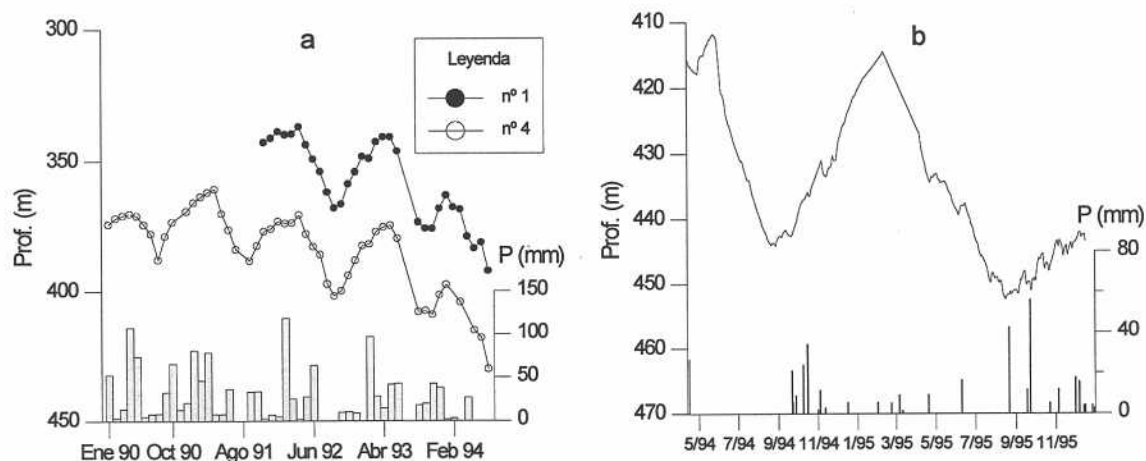 a
Leyenda
nº 1
nº 4
Prof. (m)
300
350
400
450
P (mm)
150
100
50
0
Ene 90 Oct 90 Ago 91 Jun 92 Abr 93 Feb 94
b
Prof. (m)
410
420
430
440
450
460
470
P (mm)
80
40
0
5/94 7/94 9/94 11/94 1/95 3/95 5/95 7/95 9/95 11/95